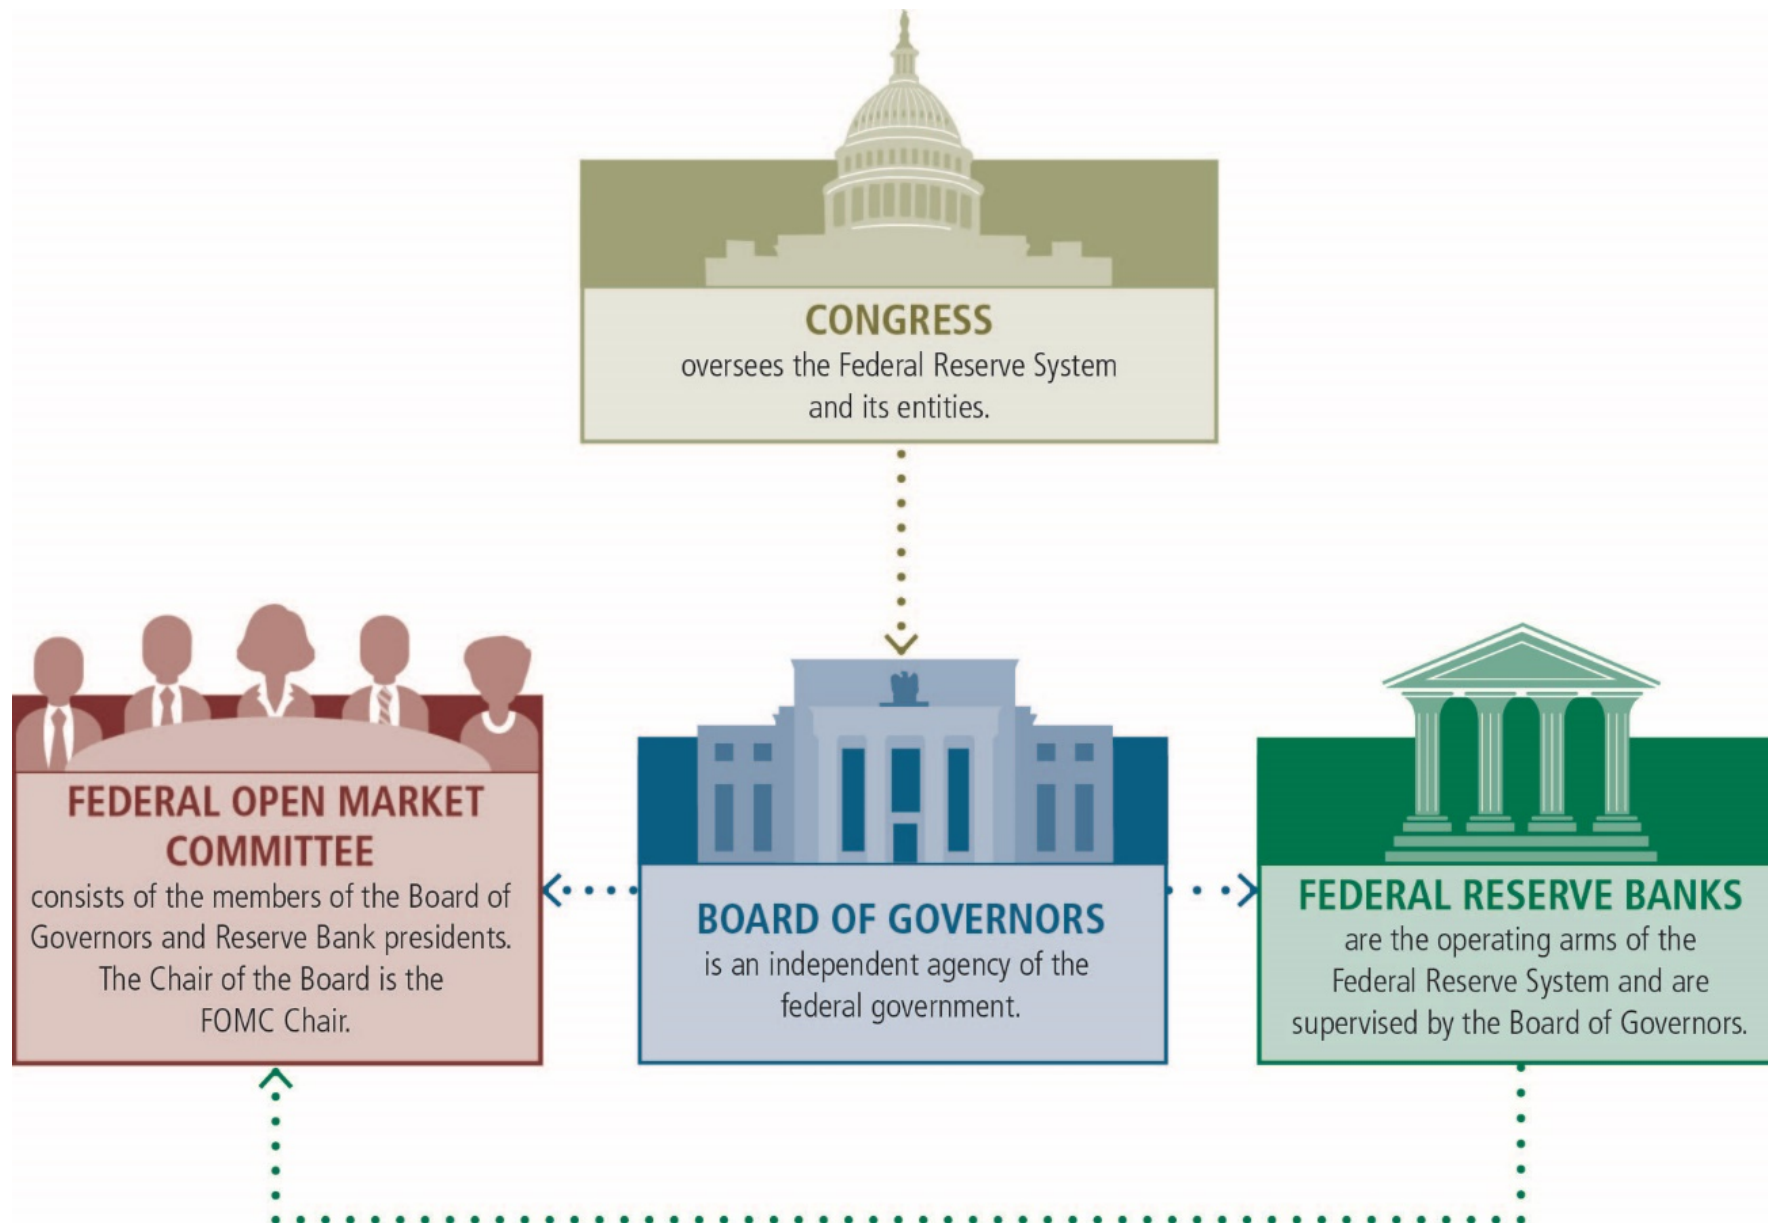 CONGRESS
oversees the Federal Reserve System
and its entities.
FEDERAL OPEN MARKET
COMMITTEE
consists of the members of the Board of
Governors and Reserve Bank presidents.
The Chair of the Board is the
FOMC Chair.
BOARD OF GOVERNORS
is an independent agency of the
federal government.
FEDERAL RESERVE BANKS
are the operating arms of the
Federal Reserve System and are
supervised by the Board of Governors.